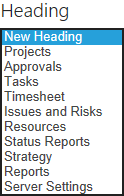 Heading
New Heading
Projects
Approvals
Tasks
Timesheet
Issues and Risks
Resources
Status Reports
Strategy
Reports
Server Settings